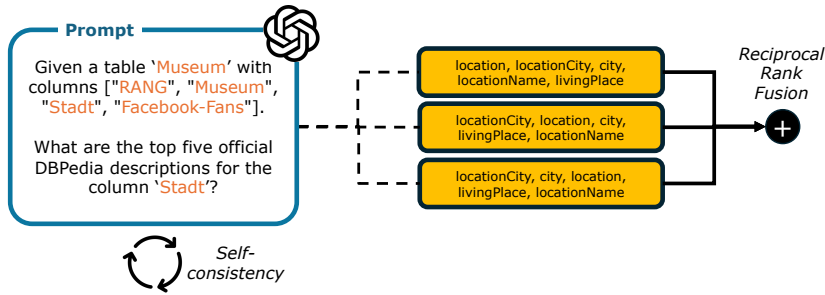 Prompt
Given a table ‘Museum’ with
columns ["RANG", "Museum",
"Stadt", "Facebook-Fans"].
What are the top five official
DBPedia descriptions for the
column ‘Stadt’?
Self-
consistency
location, locationCity, city,
locationName, livingPlace
locationCity, location, city,
livingPlace, locationName
locationCity, city, location,
livingPlace, locationName
Reciprocal
Rank
Fusion
+